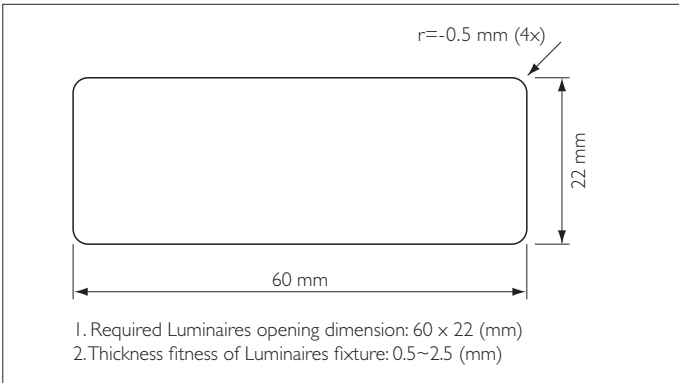 r=-0.5 mm (4x)
22 mm
60 mm
1. Required Luminaires opening dimension: 60 x 22 (mm)
2.Thickness fitness of Luminaires fixture: 0.5~2.5 (mm)